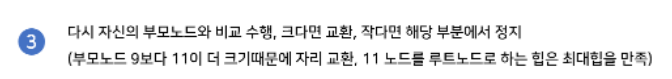 3
다시 자신의 부모노드와 비교 수행, 크다면 교환, 작다면 해당 부분에서 정지
(부모노드 9보다 11이 더 크기때문에 자리 교환, 11 노드를 루트노드로 하는 힙은 최대힙을 만족)